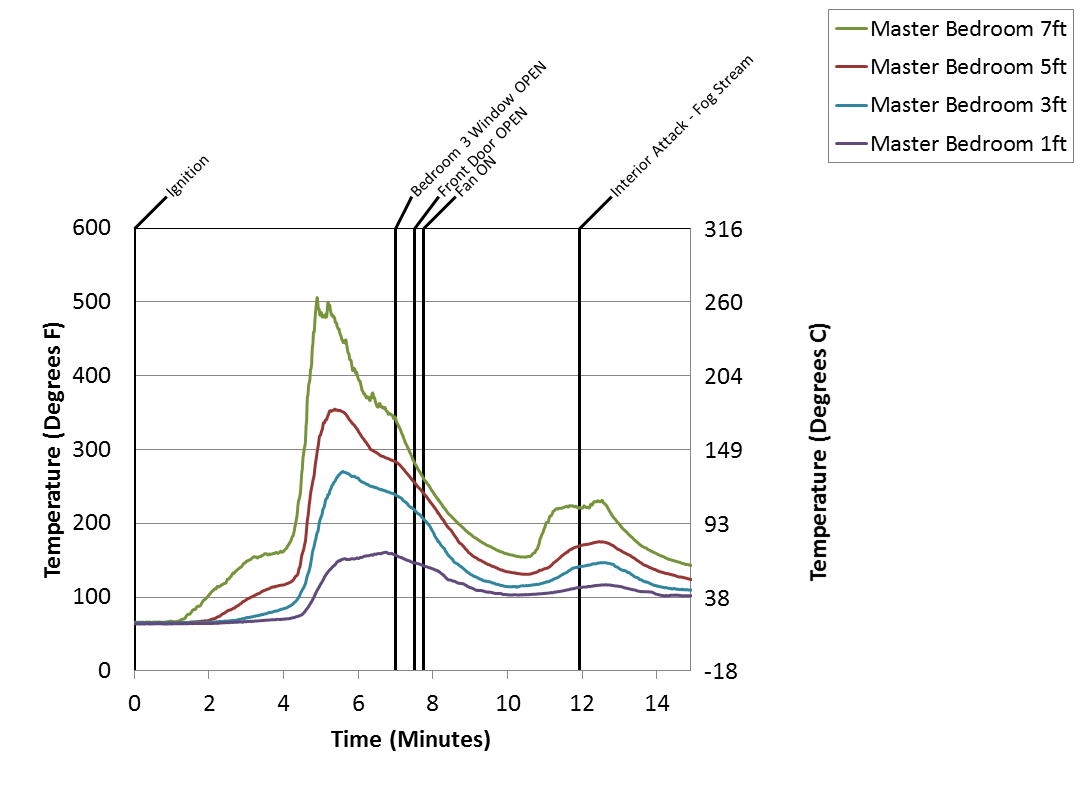 Master Bedroom 7ft
Master Bedroom 5ft
Master Bedroom 3ft
Master Bedroom 1ft
Ignition
Bedroom 3 Window OPEN
Front Door OPEN
Fan ON
Interior Attack - Fog Stream
600
500
400
300
200
100
0
316
260
204
149
93
38
-18
Temperature (Degrees F)
Temperature (Degrees C)
0 2 4 6 8 10 12 14
Time (Minutes)